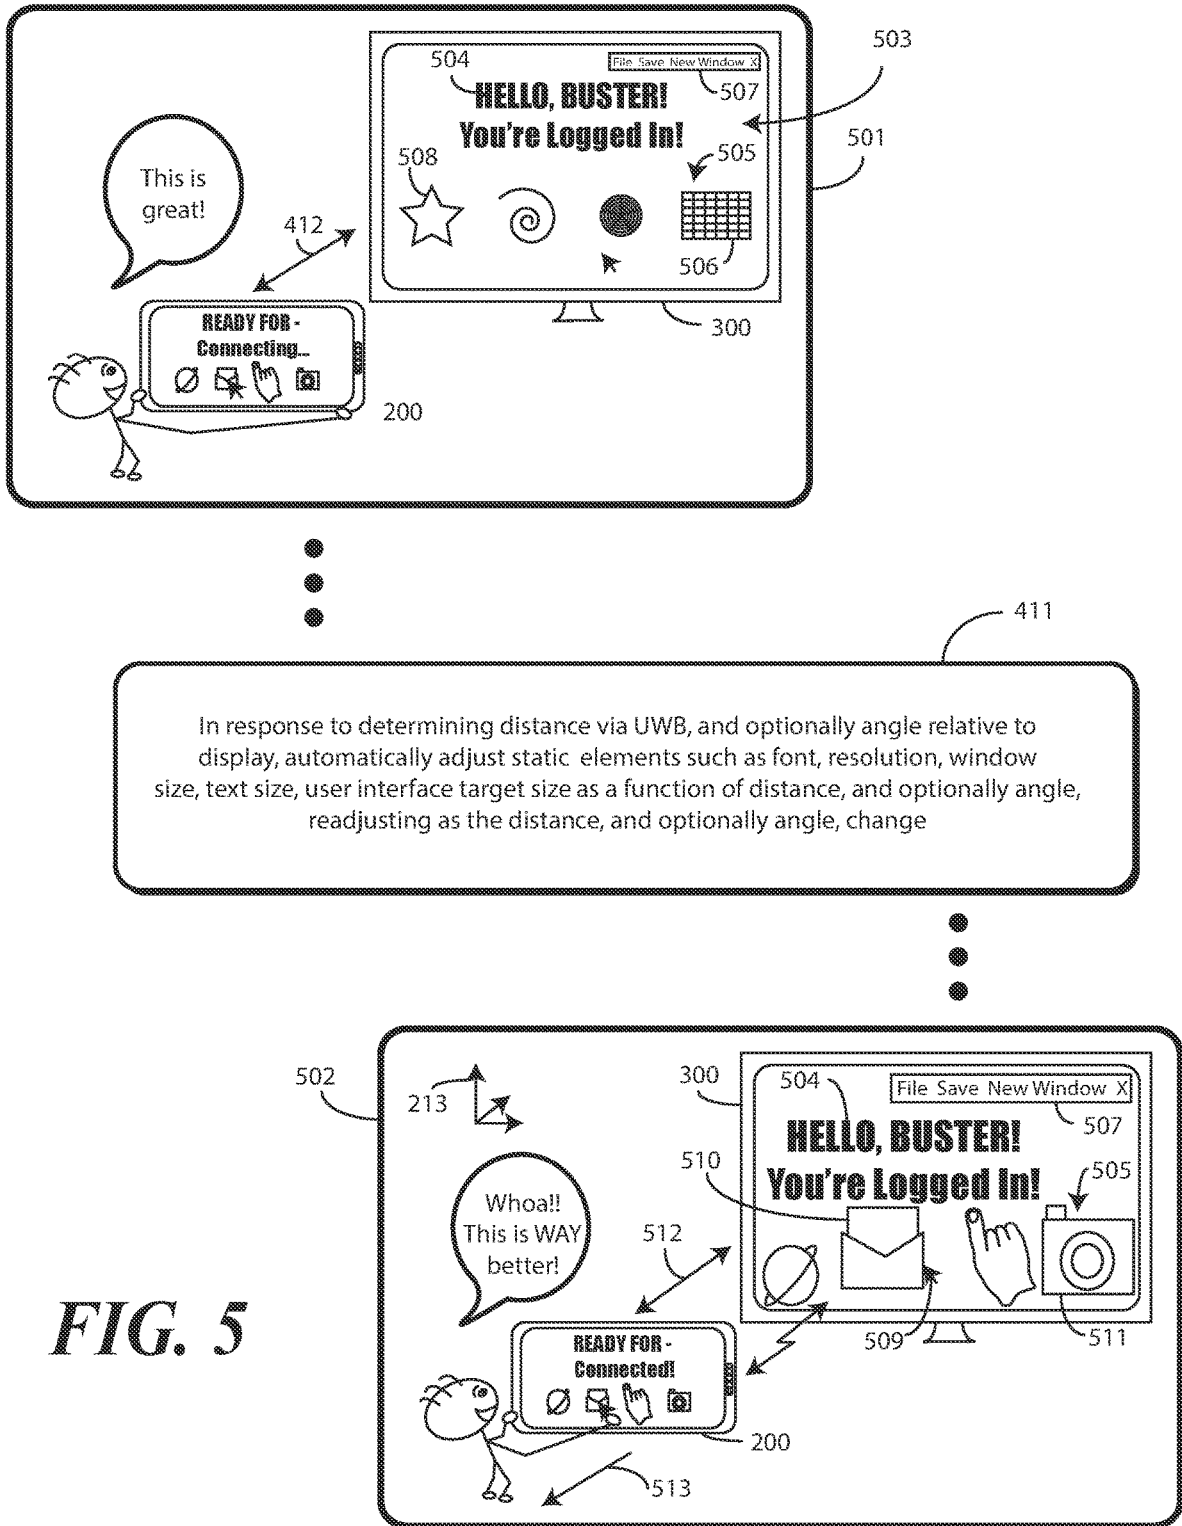 503
504
File Save New Window X
HELLO, BUSTER!
507
You're Logged In!
501
508
505
This is
great!
412
506
300
READY FOR -
Connecting...
200
411
In response to determining distance via UWB, and optionally angle relative to
display, automatically adjust static elements such as font, resolution, window
size, text size, user interface target size as a function of distance, and optionally angle,
readjusting as the distance, and optionally angle, change
502
213
300
504
File Save New Window X
507
HELLO, BUSTER!
510
505
You're Logged In!
Whoa!!
This is WAY
better!
512
509
511
FIG. 5
READY FOR -
Connected!
200
513